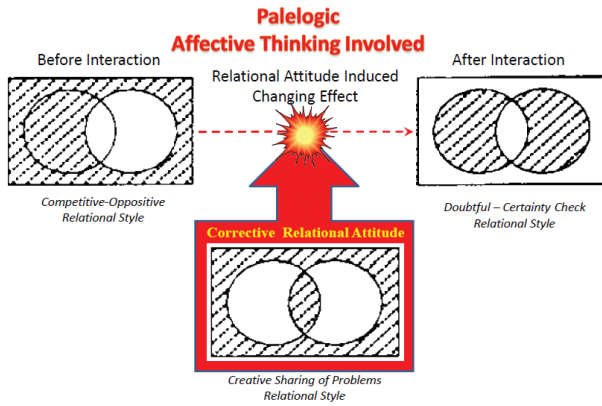 Palelogic
Affective Thinking Involved
Before Interaction
Relational Attitude Induced
Changing Effect
After Interaction
Competitive-Oppositive
Relational Style
Doubtful – Certainty Check
Relational Style
Corrective Relational Attitude
Creative Sharing of Problems
Relational Style